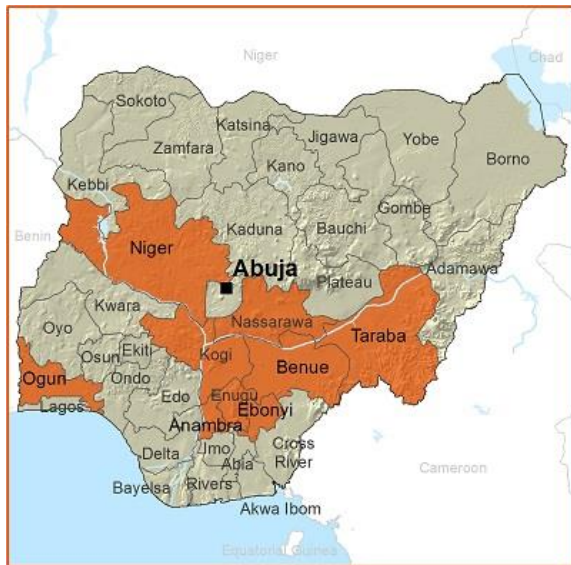 Niger
Chad
Sokoto
Katsina
Jigawa
Yobe
Zamfara
Borno
Kano
Kebbi
Gombe
Kaduna
Bauchi
Benin
Niger
Abuja
Adamawa
Plateau
Kwara
Nassarawa
Taraba
Oyo
Ekiti
Kogi
Osun
Benue
Ogun
Ondo
Enugu
Lagos
Edo
Ebonyi
Anambra
Cross
River
Delta
Imo
Abia
Cameroon
Bayelsa
Rivers
Akwa Ibom
Equatorial Guinea